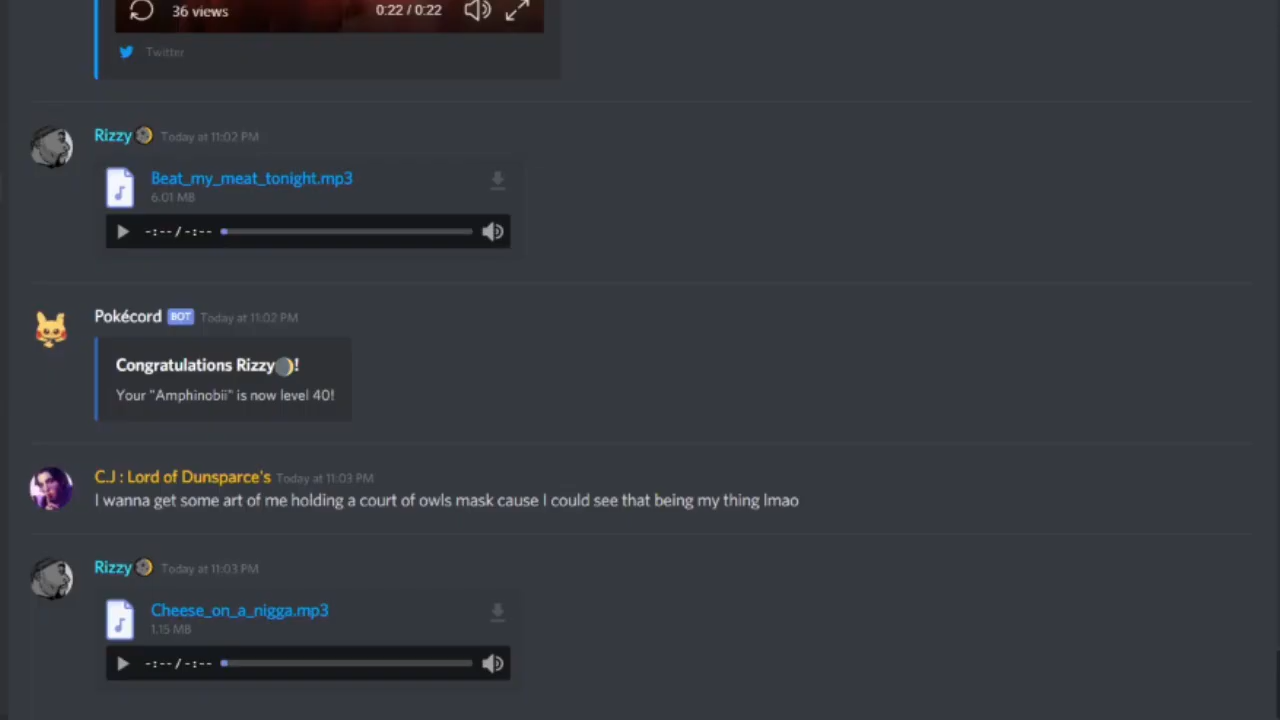 36 views 0:22 / 0:22
Twitter
Rizzy Today at 11:02 PM
Beat_my_meat_tonight.mp3
6.01 MB
-:-- / -:--
Pokécord BOT Today at 11:02 PM
Congratulations Rizzy🌒!
Your "Amphinobii" is now level 40!
C.J : Lord of Dunsparce's Today at 11:03 PM
I wanna get some art of me holding a court of owls mask cause I could see that being my thing lmao
Rizzy Today at 11:03 PM
Cheese_on_a_nigga.mp3
1.15 MB
-:-- / -:--